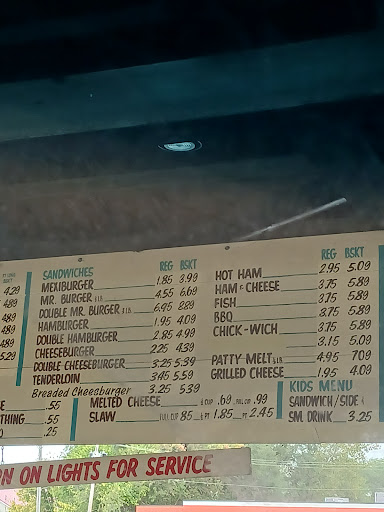 SANDWICHES REG BSKT
MEXIBURGER 1.85 3.99
MR. BURGER 1/4 LB 4.55 6.69
DOUBLE MR. BURGER 6.95 8.89
HAMBURGER 1.95 4.09
DOUBLE HAMBURGER 2.85 4.99
CHEESEBURGER 2.25 4.39
DOUBLE CHEESEBURGER 3.25 5.39
TENDERLOIN 3.45 5.59
Breaded Cheesburger 3.25 5.39
MELTED CHEESE .69 .99
SLAW .85 1.85 2.45
REG BSKT
HOT HAM 2.95 5.09
HAM & CHEESE 3.75 5.89
FISH 3.75 5.89
BBQ 3.75 5.89
CHICK-WICH 3.75 5.89
3.15 5.09
PATTY MELT 4.95 7.09
GRILLED CHEESE 1.95 4.09
KIDS MENU
SANDWICH/SIDE &
SM. DRINK 3.25
BSKT
4.29
4.89
4.89
4.89
4.89
5.29
E .55
THING .55
O .25
ON LIGHTS FOR SERVICE